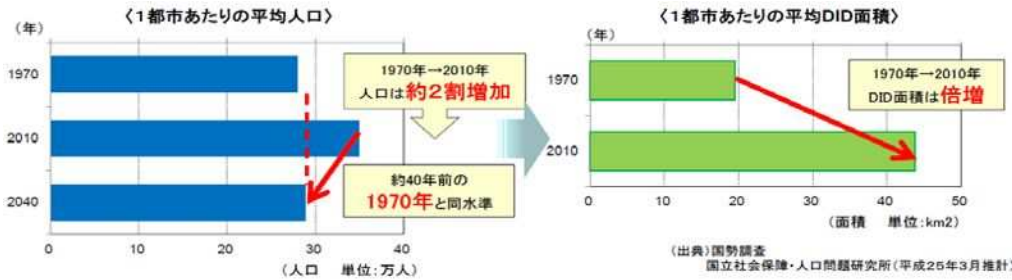 〈1都市あたりの平均人口〉
(年)
1970
2010
2040
0
10
20
30
40
(人口　単位:万人)
1970年→2010年
人口は約2割増加
約40年前の
1970年と同水準
〈1都市あたりの平均DID面積〉
(年)
1970
2010
0
10
20
30
40
50
(面積　単位:km2)
1970年→2010年
DID面積は倍増
(出典)国勢調査
国立社会保障・人口問題研究所(平成25年3月推計)